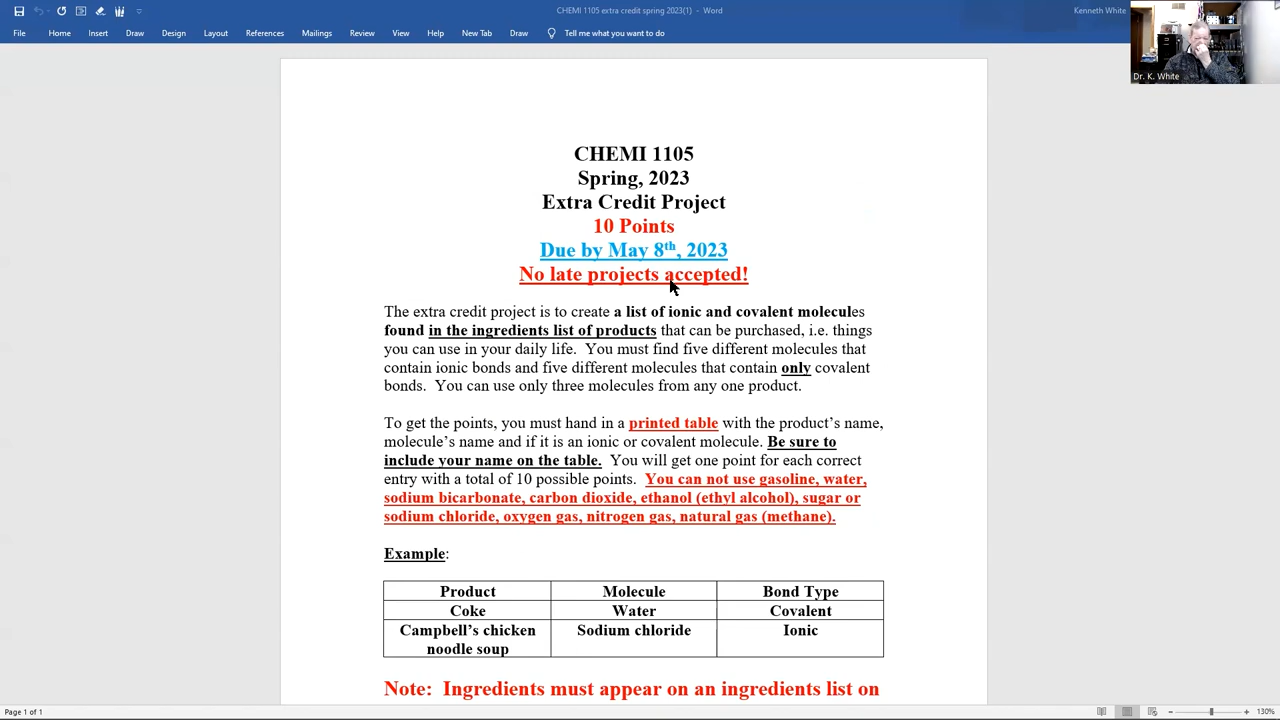 CHEMI 1105 extra credit spring 2023(1) - Word
Kenneth White
File Home Insert Draw Design Layout References Mailings Review View Help New Tab Draw Tell me what you want to do
Dr. K. White
CHEMI 1105
Spring, 2023
Extra Credit Project
10 Points
Due by May 8th, 2023
No late projects accepted!
The extra credit project is to create a list of ionic and covalent molecules
found in the ingredients list of products that can be purchased, i.e. things
you can use in your daily life. You must find five different molecules that
contain ionic bonds and five different molecules that contain only covalent
bonds. You can use only three molecules from any one product.
To get the points, you must hand in a printed table with the product's name,
molecule's name and if it is an ionic or covalent molecule. Be sure to
include your name on the table. You will get one point for each correct
entry with a total of 10 possible points. You can not use gasoline, water,
sodium bicarbonate, carbon dioxide, ethanol (ethyl alcohol), sugar or
sodium chloride, oxygen gas, nitrogen gas, natural gas (methane).
Example:
Product Molecule Bond Type
Coke Water Covalent
Campbell's chicken Sodium chloride Ionic
noodle soup
Note: Ingredients must appear on an ingredients list on
Page 1 of 1
130%